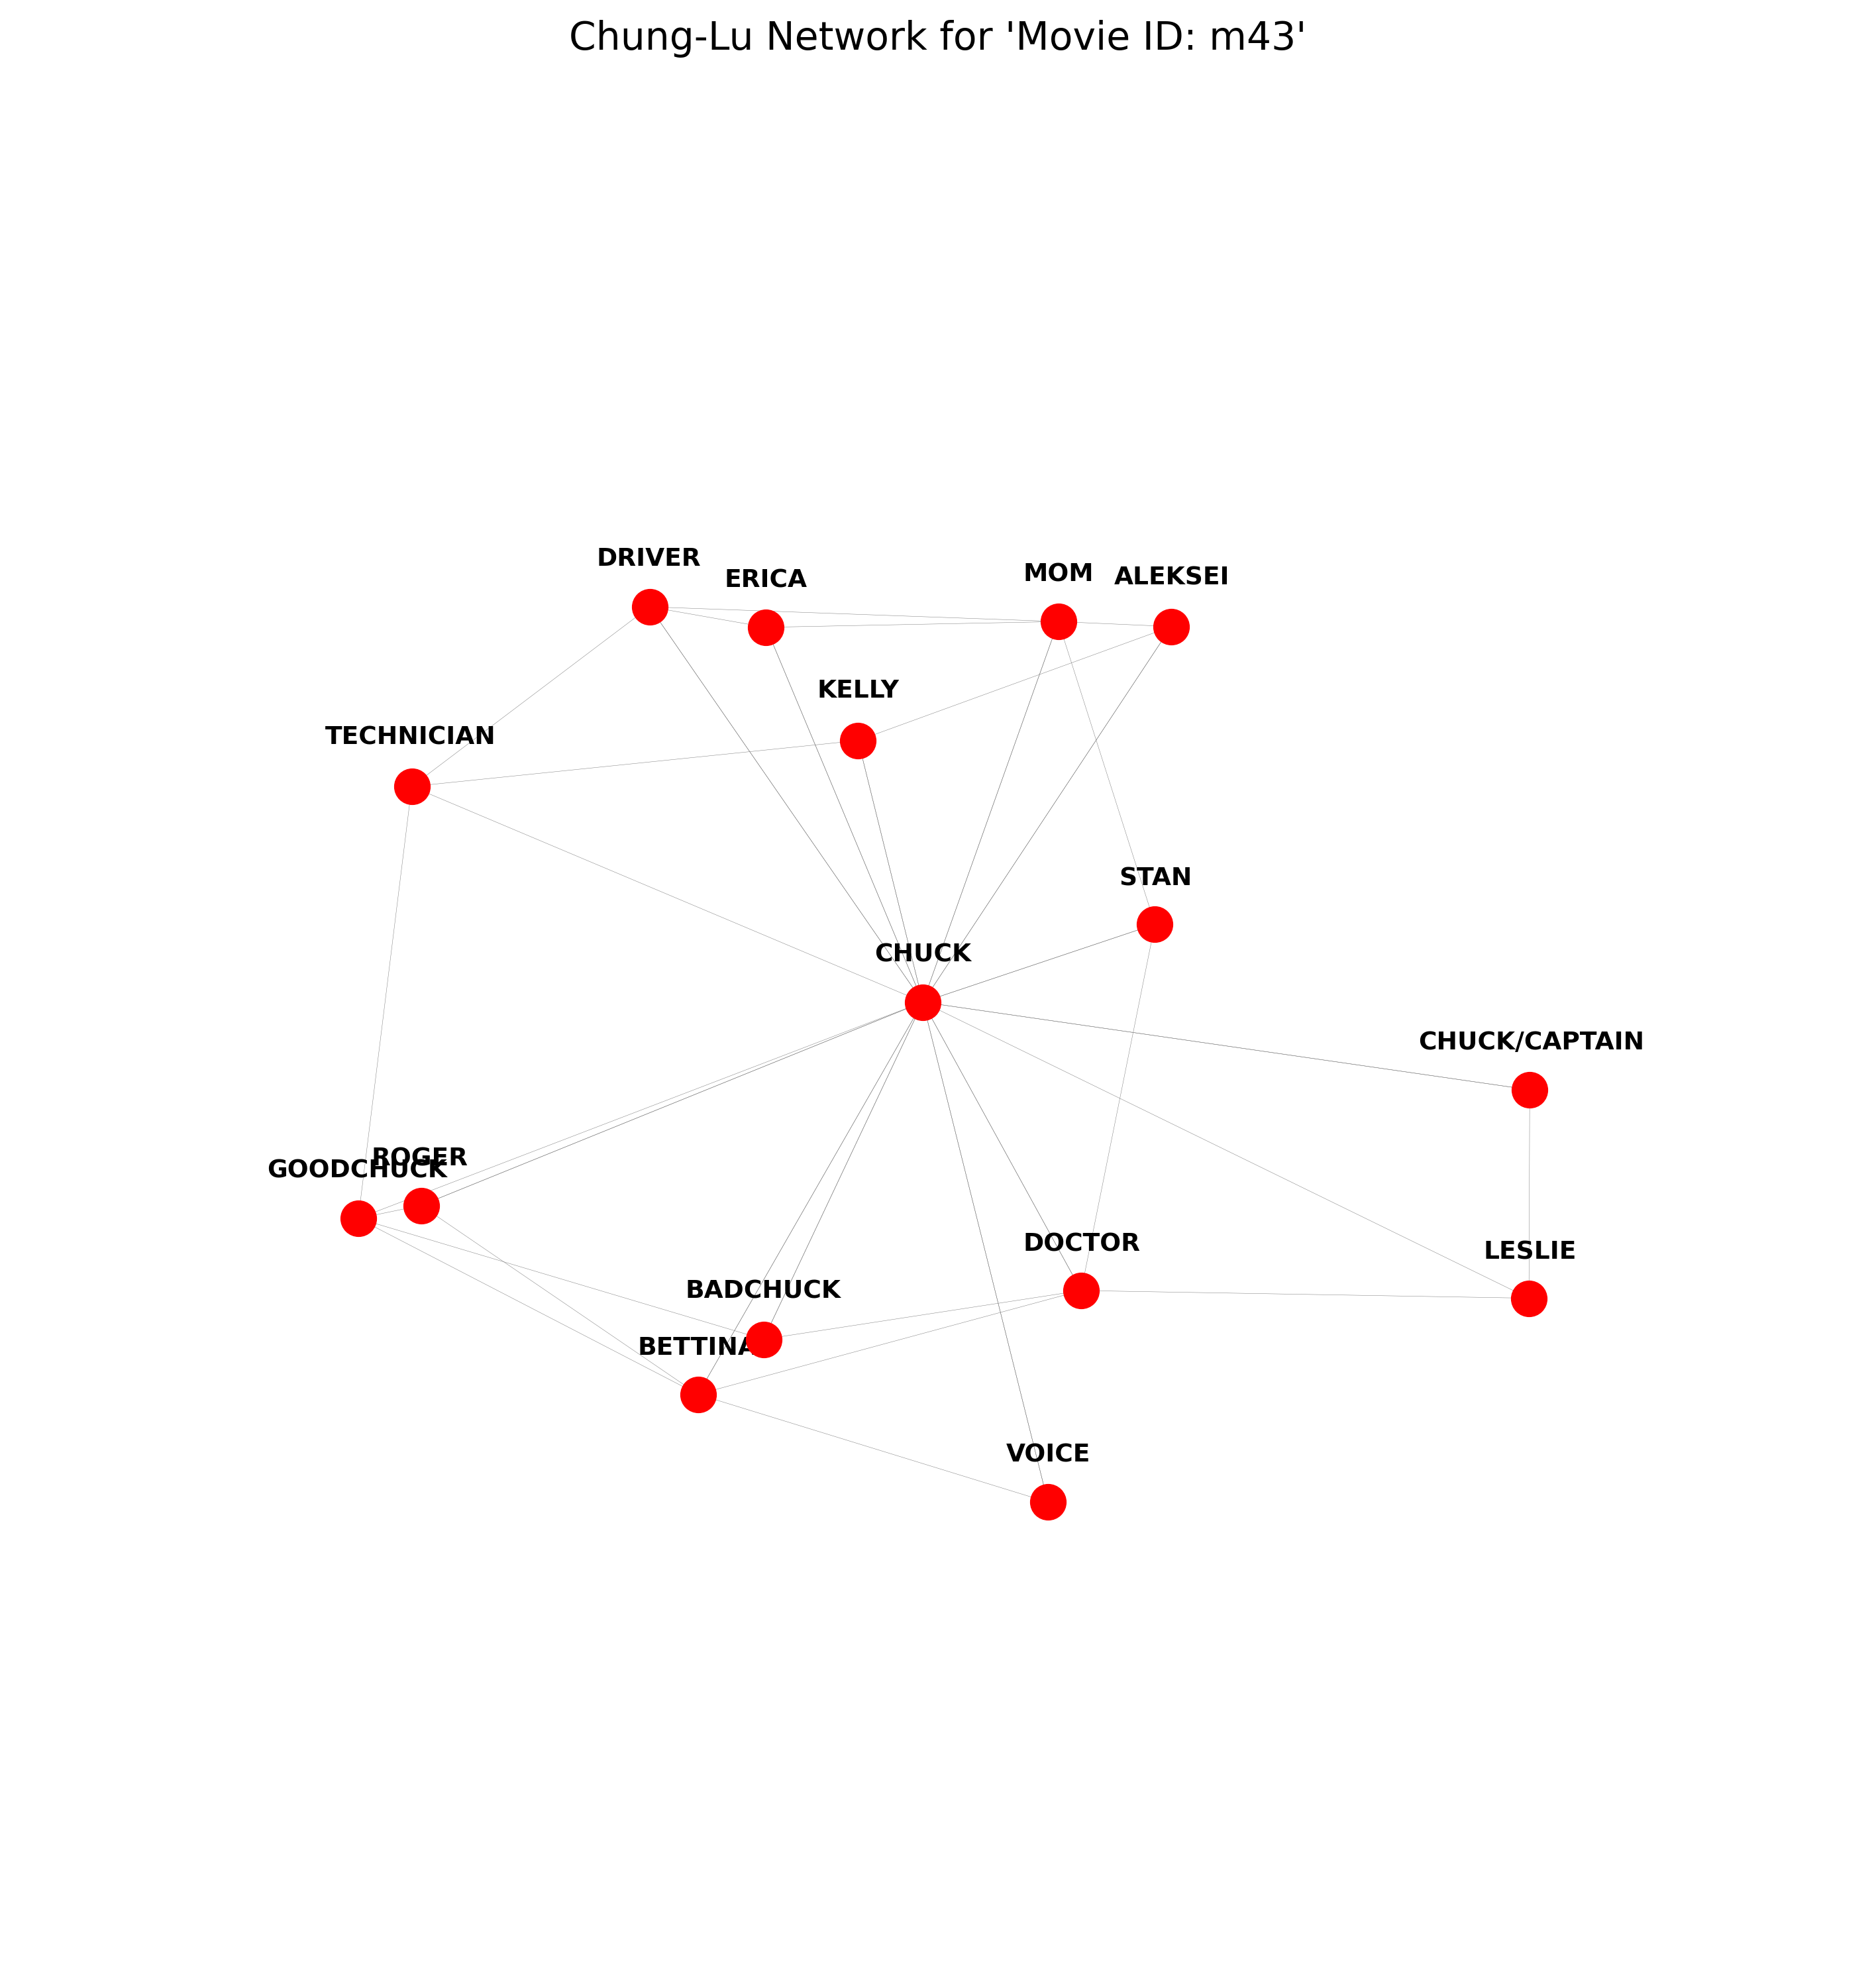 Chung-Lu Network for 'Movie ID: m43'
DRIVER
ERICA
MOM
ALEKSEI
KELLY
TECHNICIAN
STAN
CHUCK
CHUCK/CAPTAIN
ROGER
GOODCHUCK
DOCTOR
LESLIE
BADCHUCK
BETTINA
VOICE